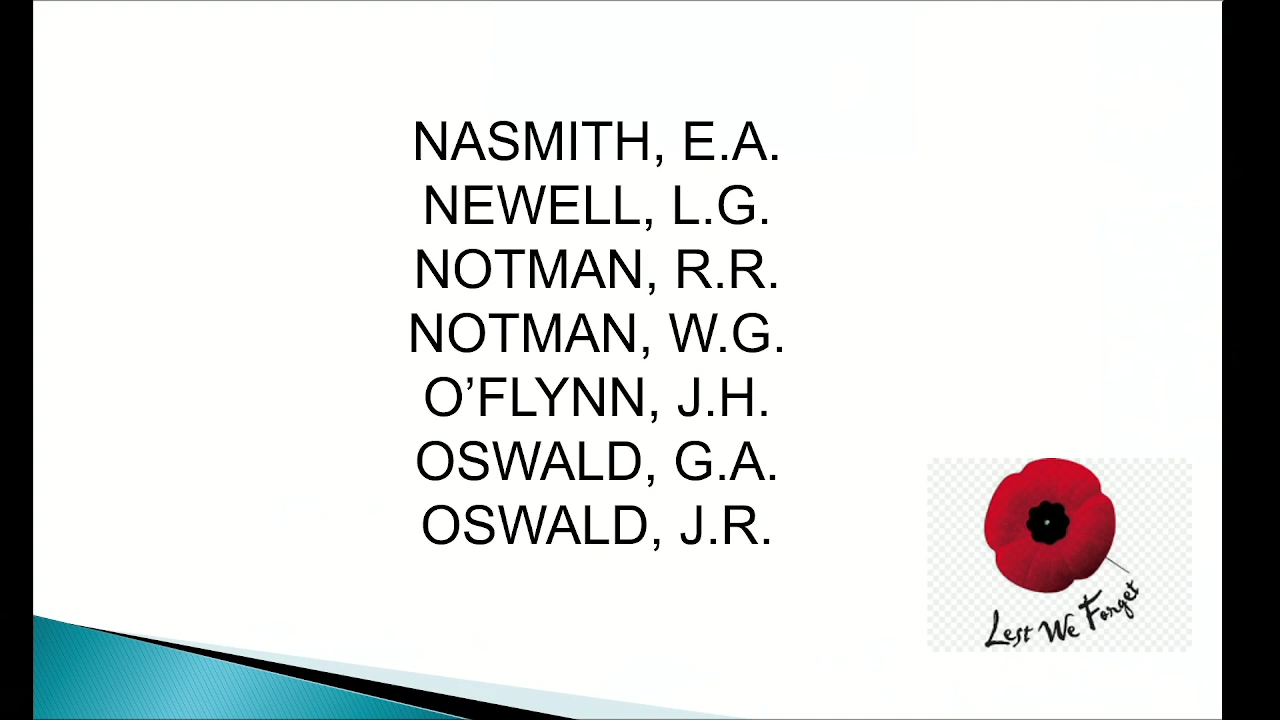 NASMITH, E.A.
NEWELL, L.G.
NOTMAN, R.R.
NOTMAN, W.G.
O’FLYNN, J.H.
OSWALD, G.A.
OSWALD, J.R.
Lest We Forget